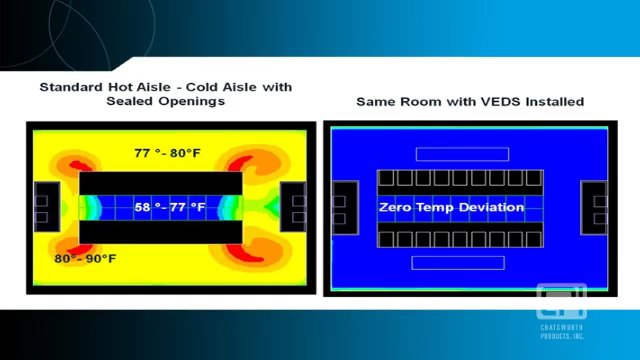 Standard Hot Aisle - Cold Aisle with
Sealed Openings
Same Room with VEDS Installed
77 °- 80°F
58 °- 77 °F
80°- 90°F
Zero Temp Deviation
CPI
CHATSWORTH
PRODUCTS, INC.